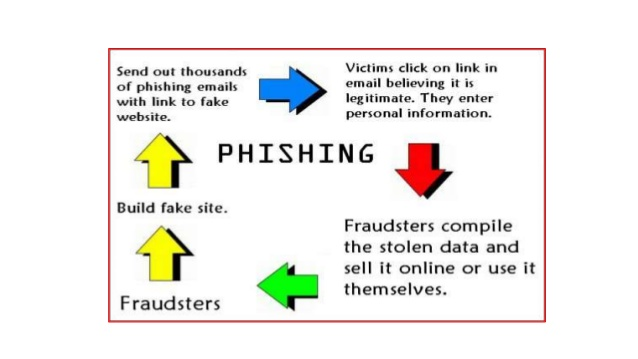 Send out thousands
of phishing emails
with link to fake
website.
Victims click on link in
email believing it is
legitimate. They enter
personal information.
PHISHING
Build fake site.
Fraudsters compile
the stolen data and
sell it online or use it
themselves.
Fraudsters